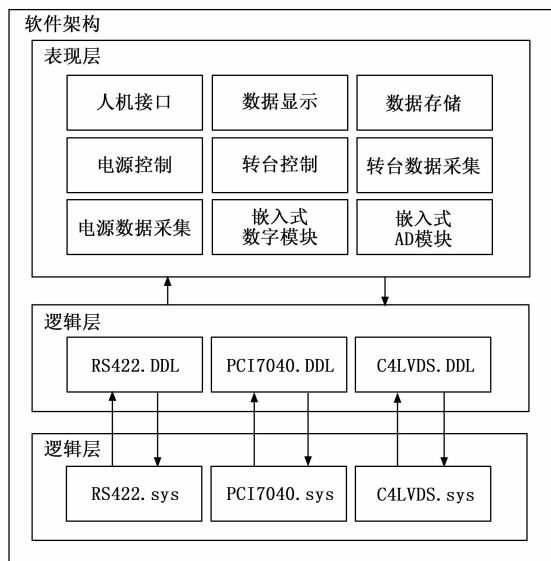 软件架构
表现层
人机接口
数据显示
数据存储
电源控制
转台控制
转台数据采集
电源数据采集
嵌入式
数字模块
嵌入式
AD模块
逻辑层
RS422.DDL
PCI7040.DDL
C4LVDS.DDL
逻辑层
RS422.sys
PCI7040.sys
C4LVDS.sys